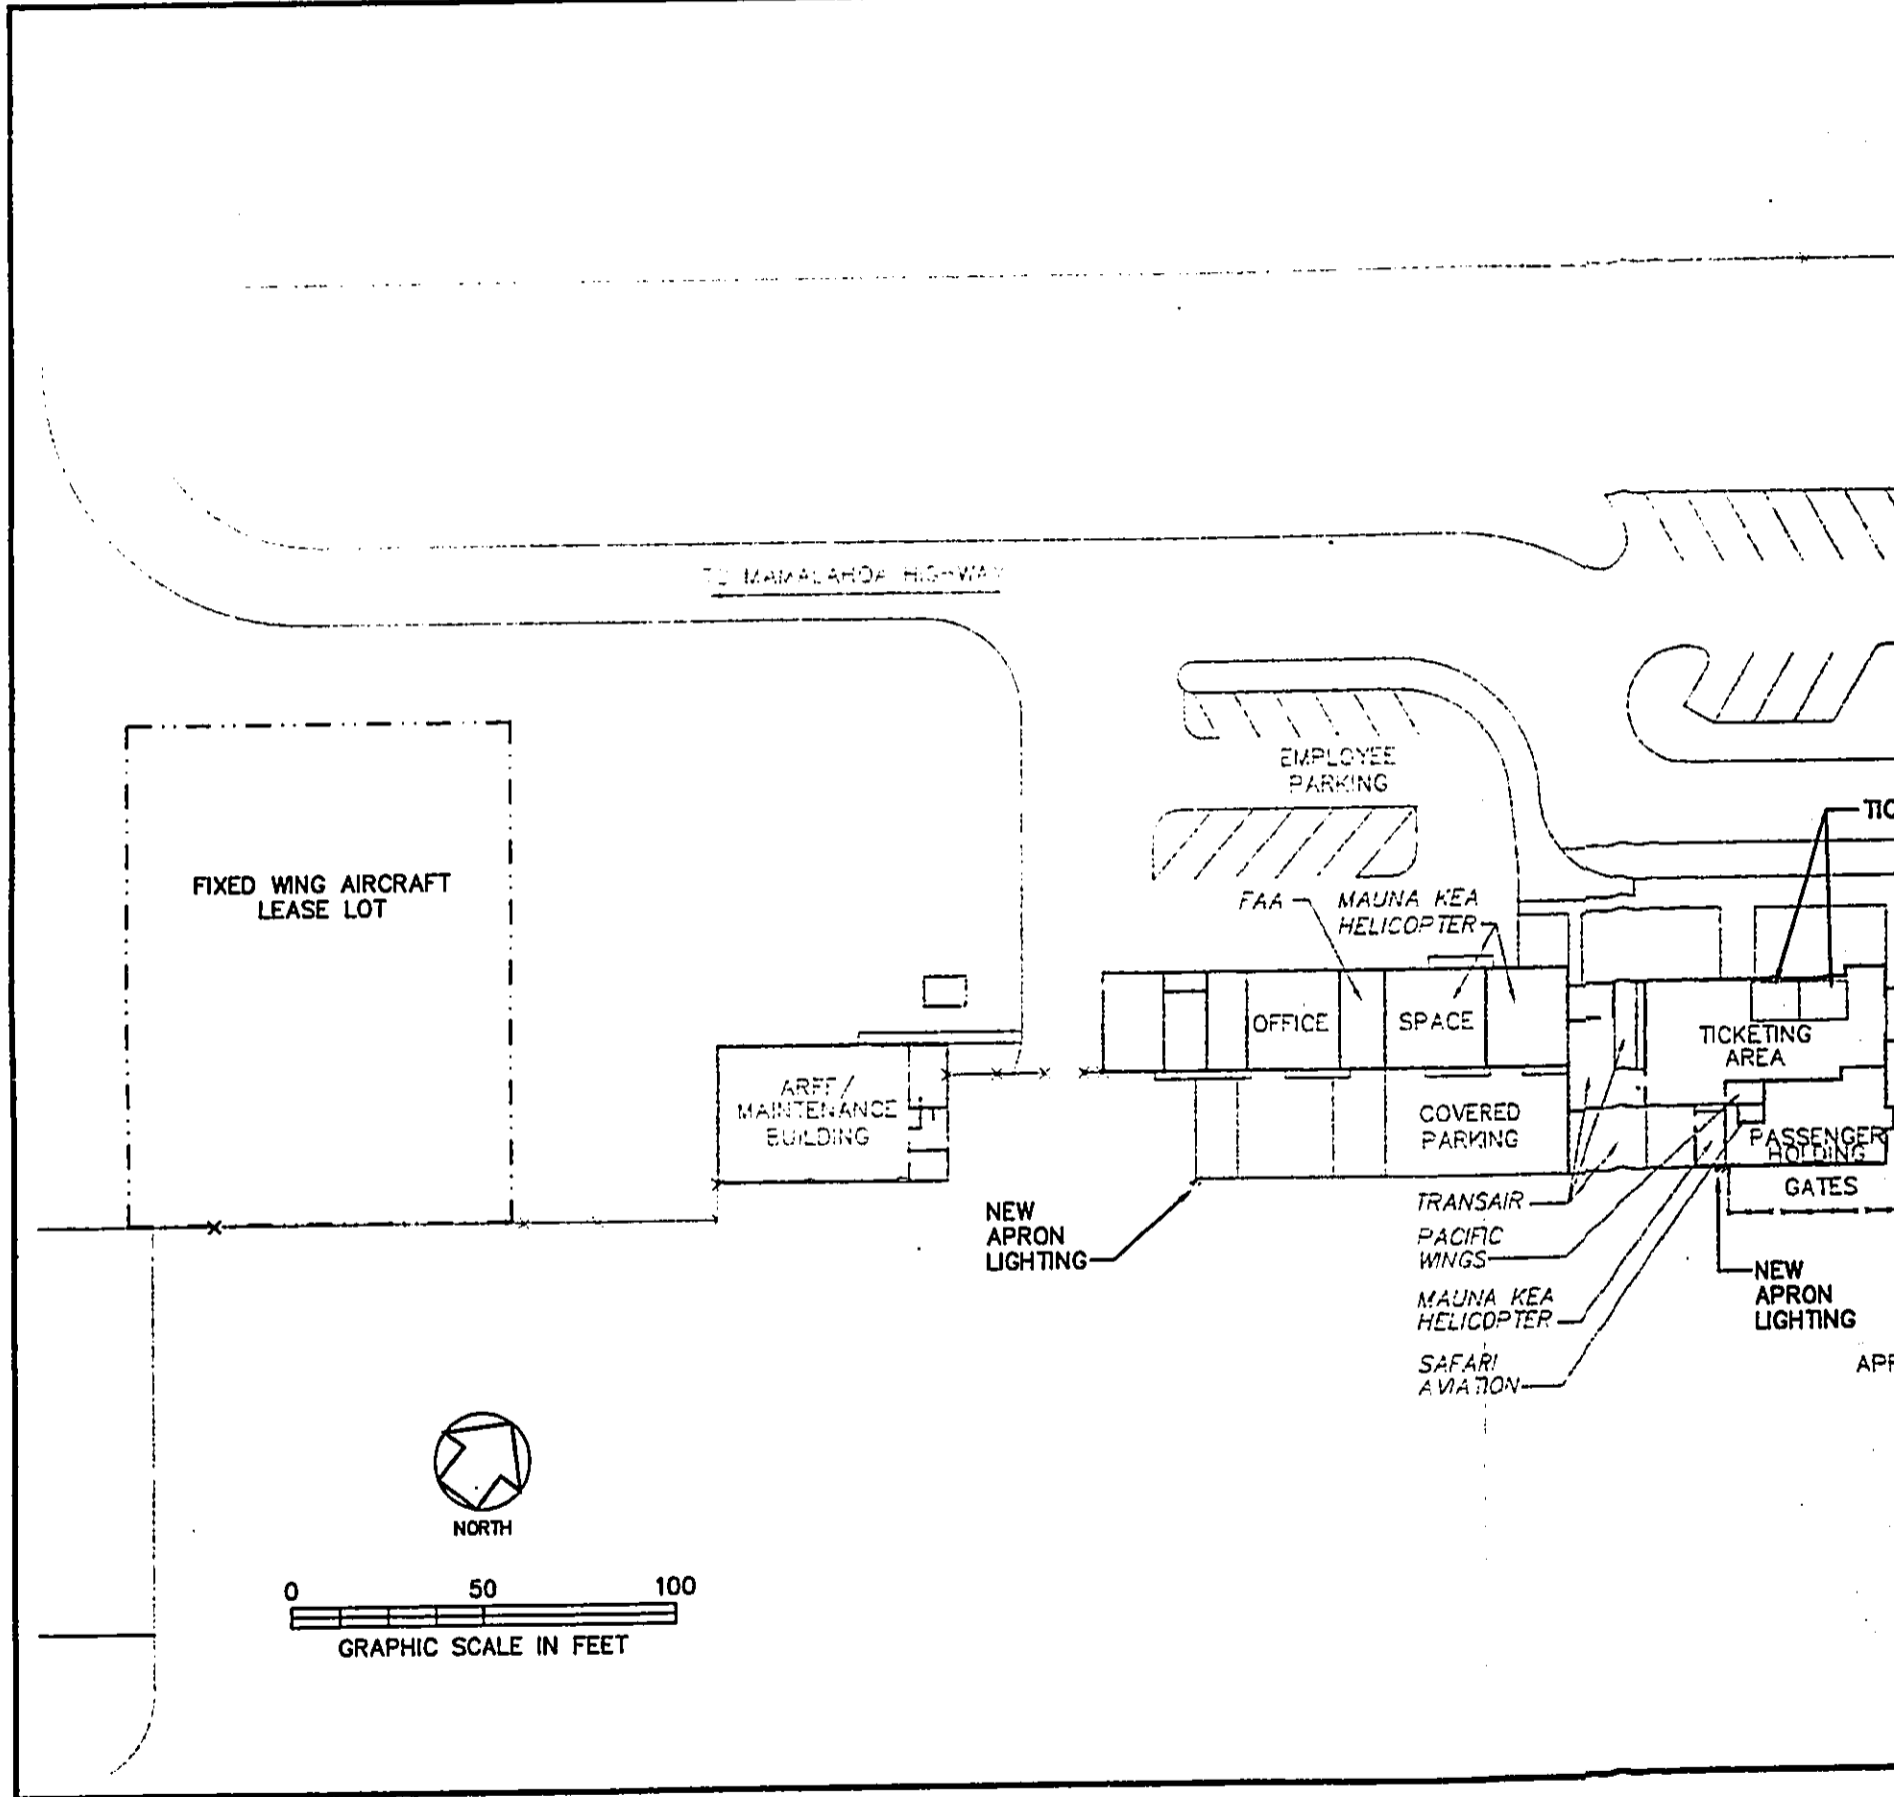 TO MAMALAHOA HIGHWAY
EMPLOYEE
PARKING
TIC
FIXED WING AIRCRAFT
LEASE LOT
FAA
MAUNA KEA
HELICOPTER
OFFICE
SPACE
TICKETING
AREA
ARFF/
MAINTENANCE
BUILDING
COVERED
PARKING
PASSENGER
HOLDING
GATES
NEW
APRON
LIGHTING
TRANSAIR
PACIFIC
WINGS
MAUNA KEA
HELICOPTER
SAFARI
AVIATION
NEW
APRON
LIGHTING
NORTH
0 50 100
GRAPHIC SCALE IN FEET